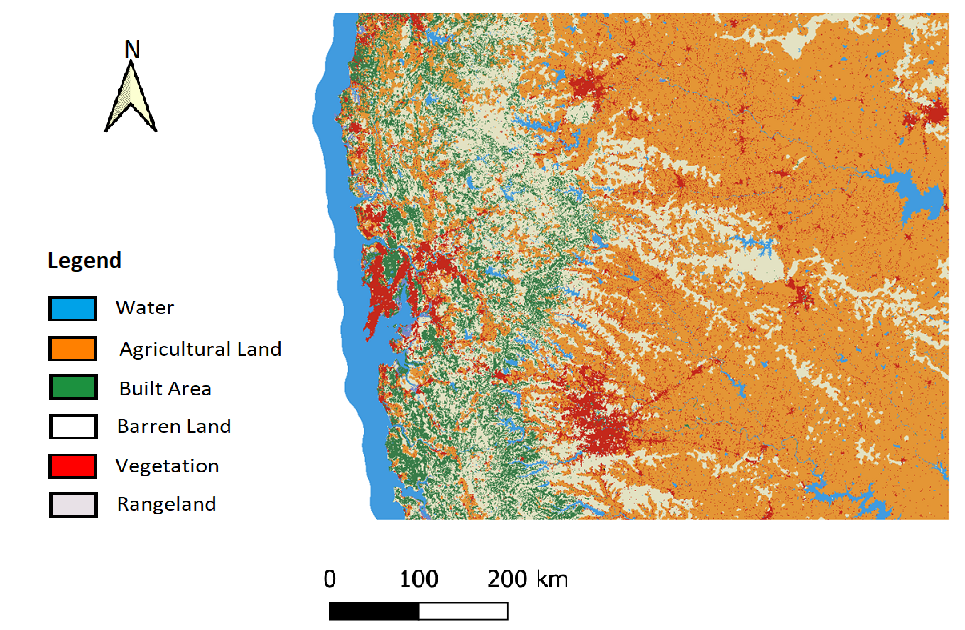 N
Legend
Water
Agricultural Land
Built Area
Barren Land
Vegetation
Rangeland
0 100 200 km